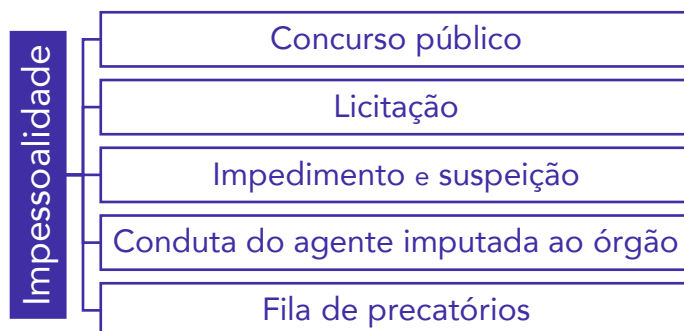 Impessoalidade
Concurso público
Licitação
Impedimento e suspeição
Conduta do agente imputada ao órgão
Fila de precatórios